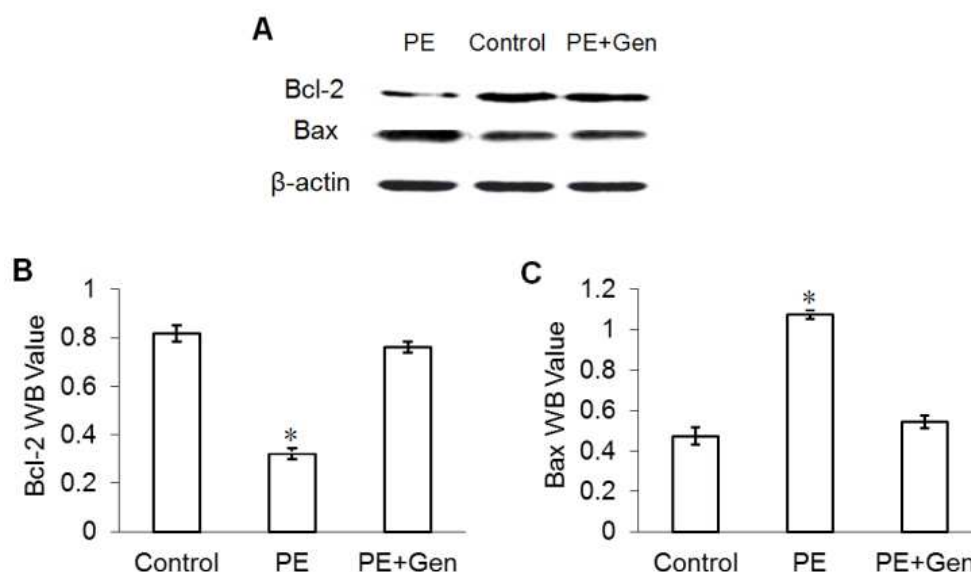 A
PE Control PE+Gen
Bcl-2
Bax
β-actin
B
Bcl-2 WB Value
1
0.8
0.6
0.4
0.2
0
*
Control PE PE+Gen
C
Bax WB Value
1.2
1
0.8
0.6
0.4
0.2
0
*
Control PE PE+Gen